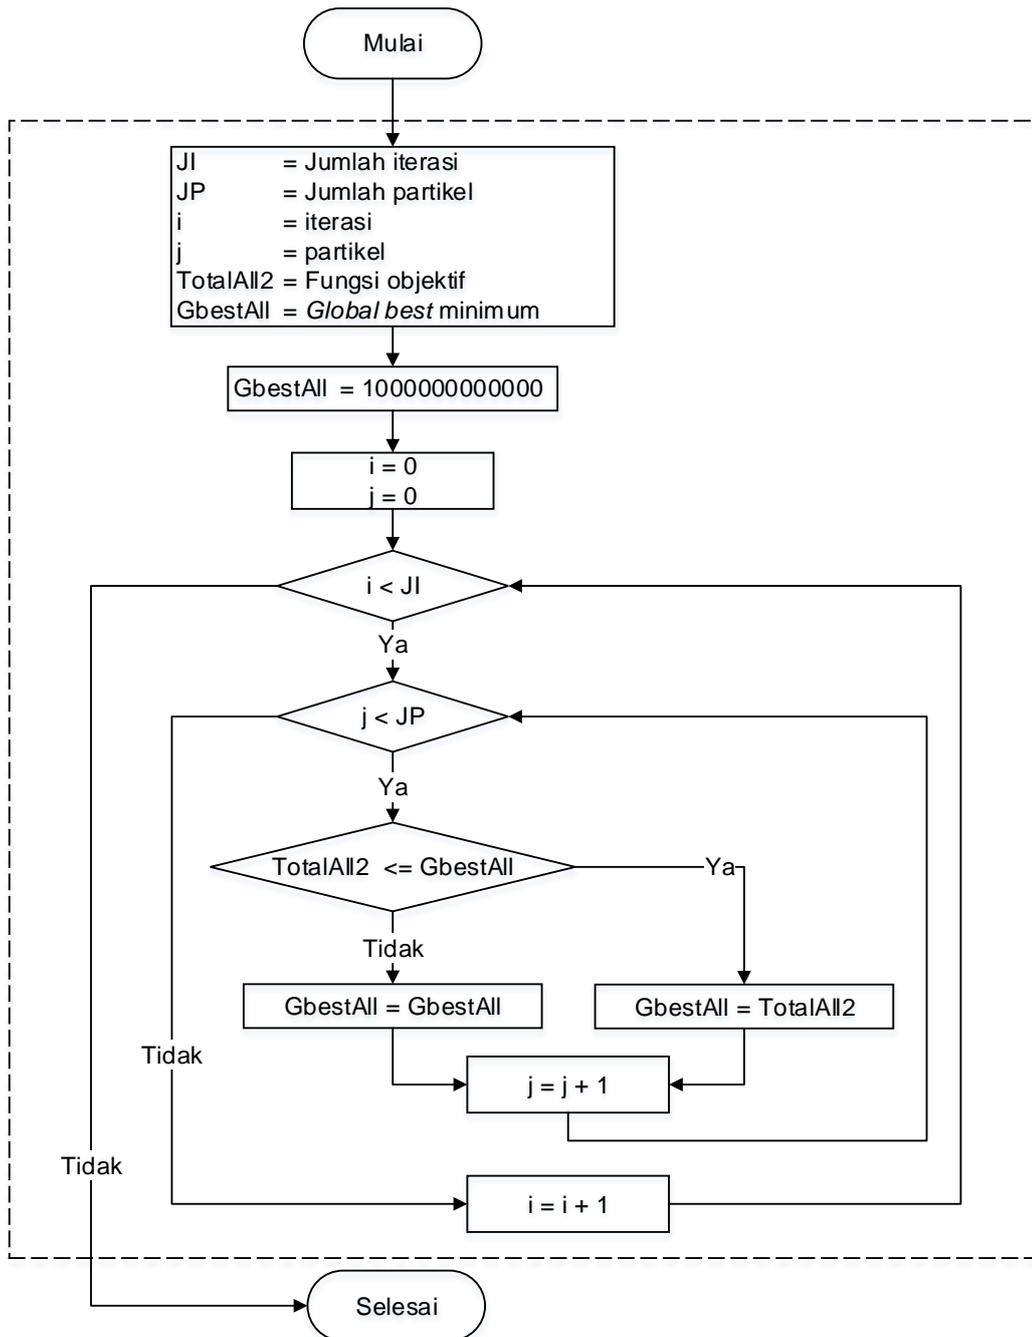 Mulai
JI = Jumlah iterasi
JP = Jumlah partikel
i = iterasi
j = partikel
TotalAll2 = Fungsi objektif
GbestAll = Global best minimum
GbestAll = 1000000000000
i = 0
j = 0
i < JI
Ya
j < JP
Ya
TotalAll2 <= GbestAll
Ya
Tidak
GbestAll = GbestAll
GbestAll = TotalAll2
Tidak
j = j + 1
Tidak
i = i + 1
Selesai